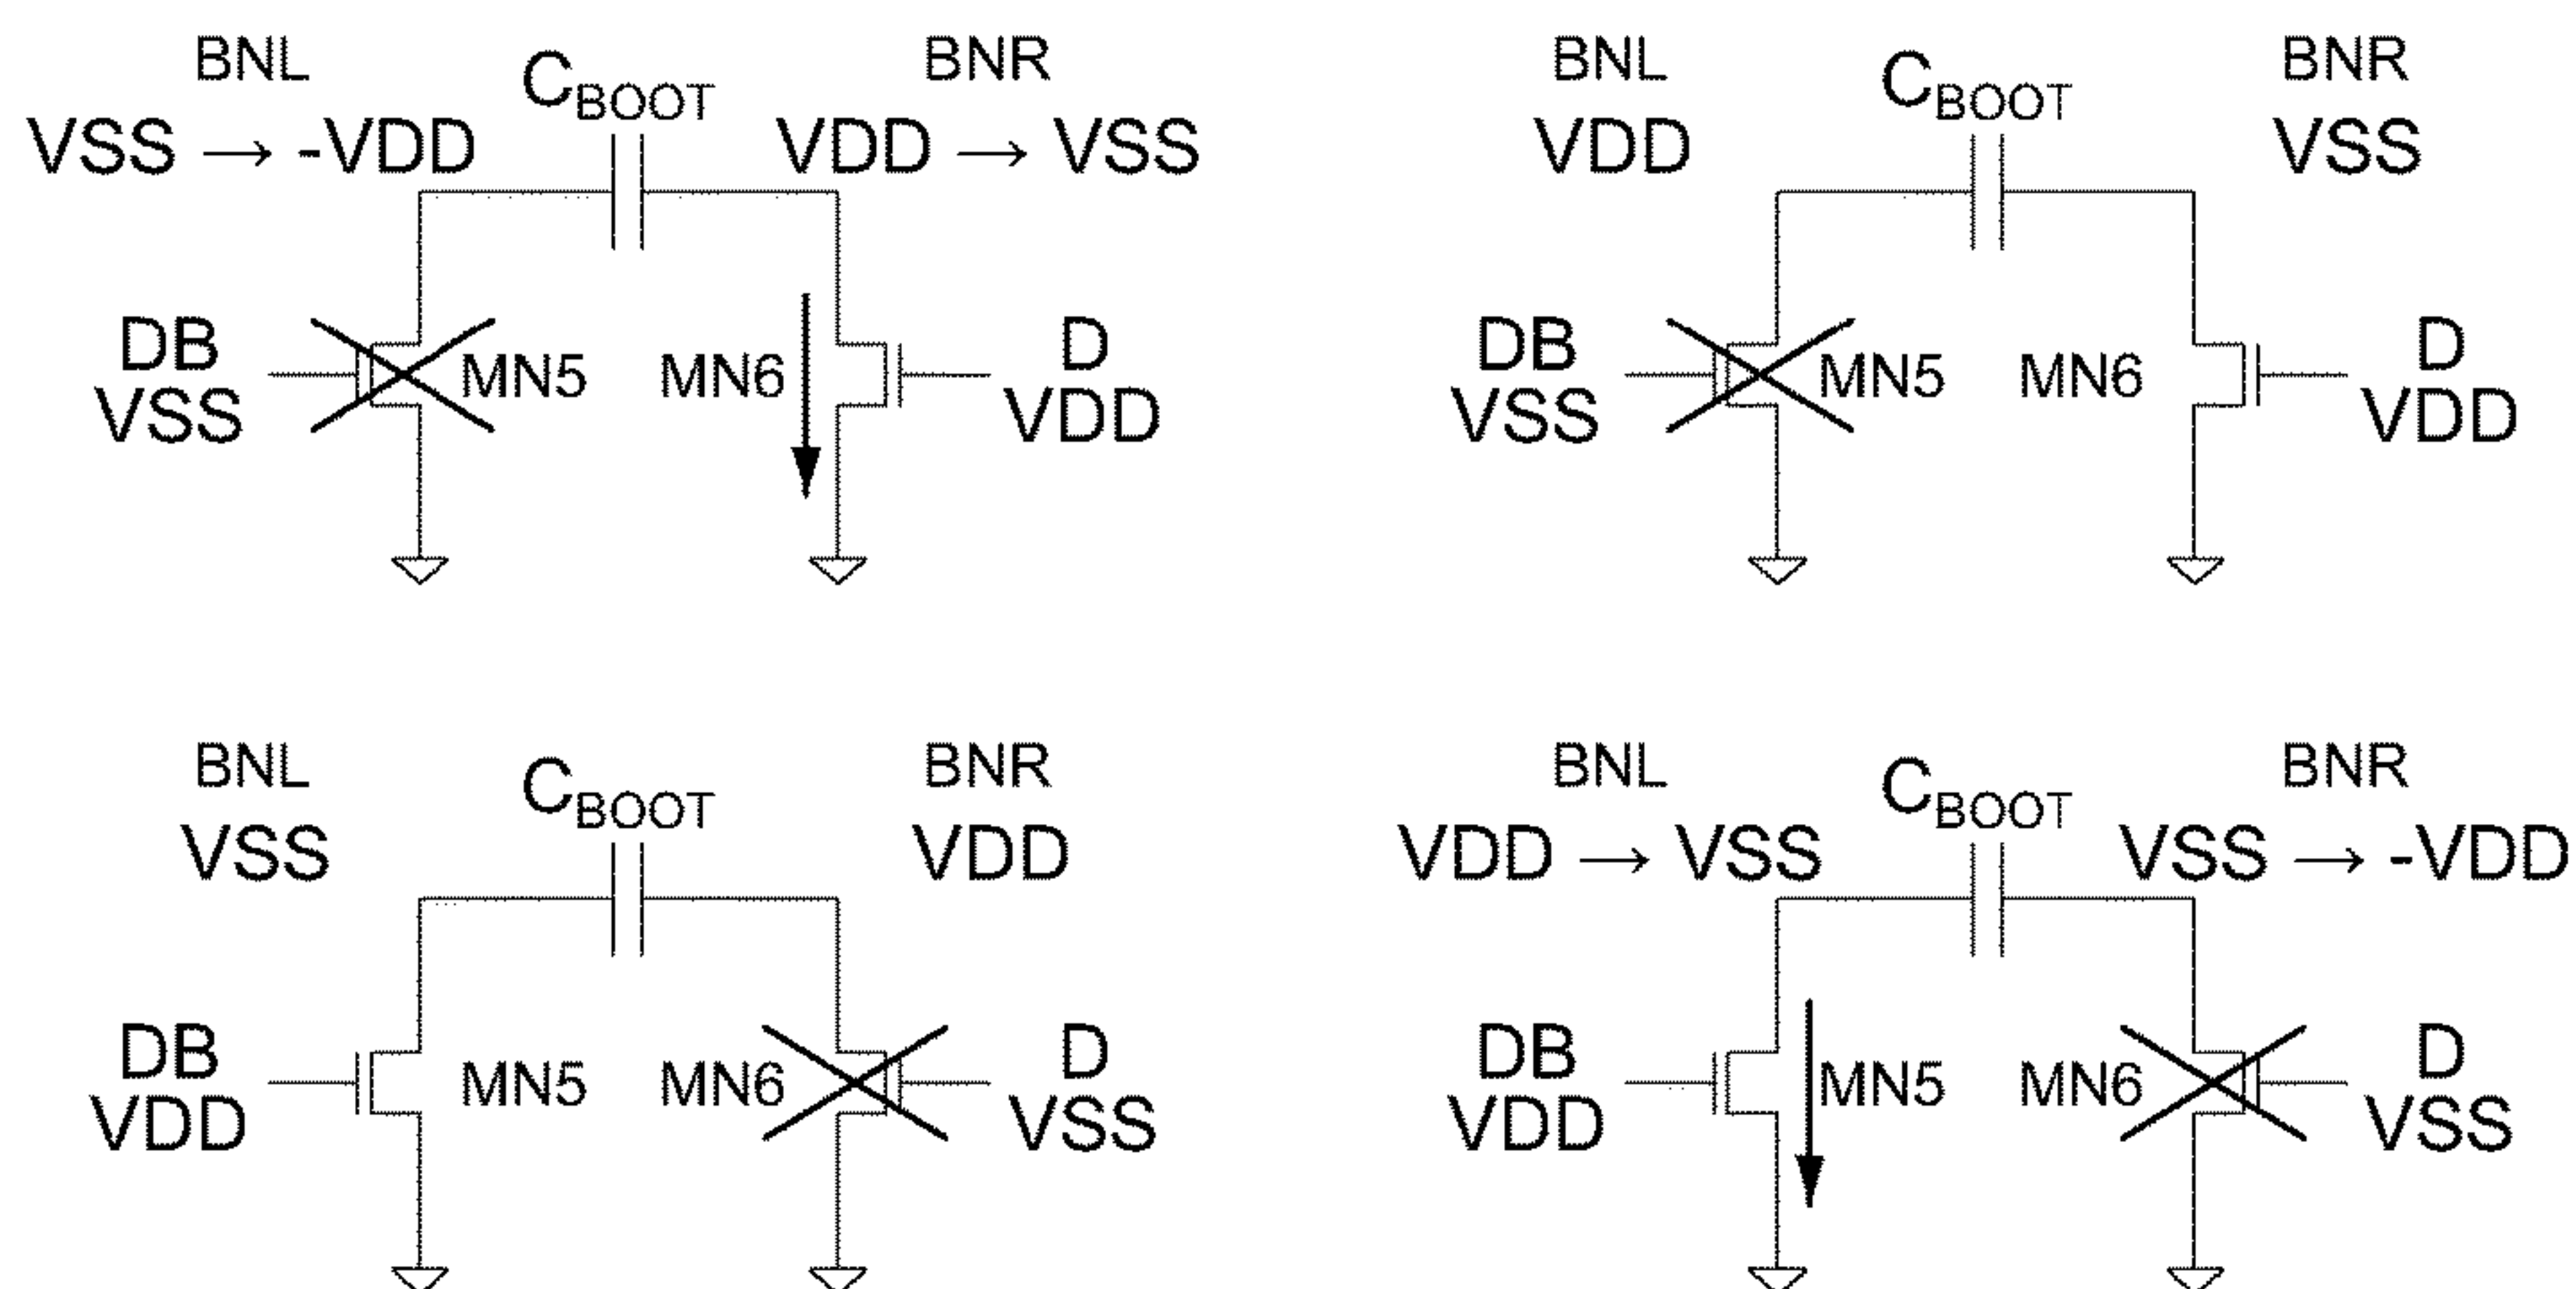 BNL
C_BOOT
BNR
VSS → -VDD
VDD → VSS
DB
VSS
MN5
MN6
D
VDD
BNL
C_BOOT
BNR
VDD
VSS
DB
VSS
MN5
MN6
D
VDD
BNL
C_BOOT
BNR
VSS
VDD
DB
VDD
MN5
MN6
D
VSS
BNL
C_BOOT
BNR
VDD → VSS
VSS → -VDD
DB
VDD
MN5
MN6
D
VSS